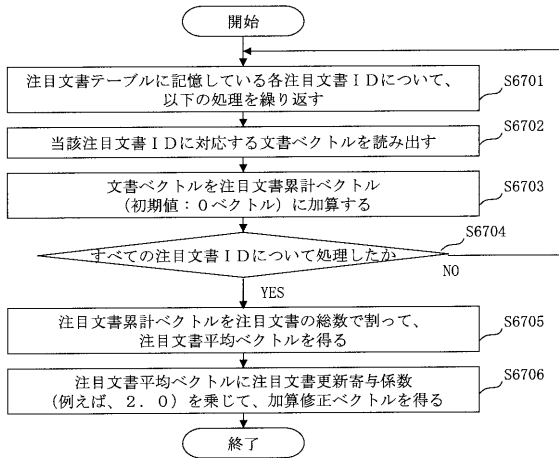 開始
注目文書テーブルに記憶している各注目文書IDについて、
以下の処理を繰り返す
S6701
当該注目文書IDに対応する文書ベクトルを読み出す
S6702
文書ベクトルを注目文書累計ベクトル
(初期値:0ベクトル)に加算する
S6703
すべての注目文書IDについて処理したか
S6704
NO
YES
注目文書累計ベクトルを注目文書の総数で割って、
注目文書平均ベクトルを得る
S6705
注目文書平均ベクトルに注目文書更新寄与係数
(例えば、2.0)を乗じて、加算修正ベクトルを得る
S6706
終了